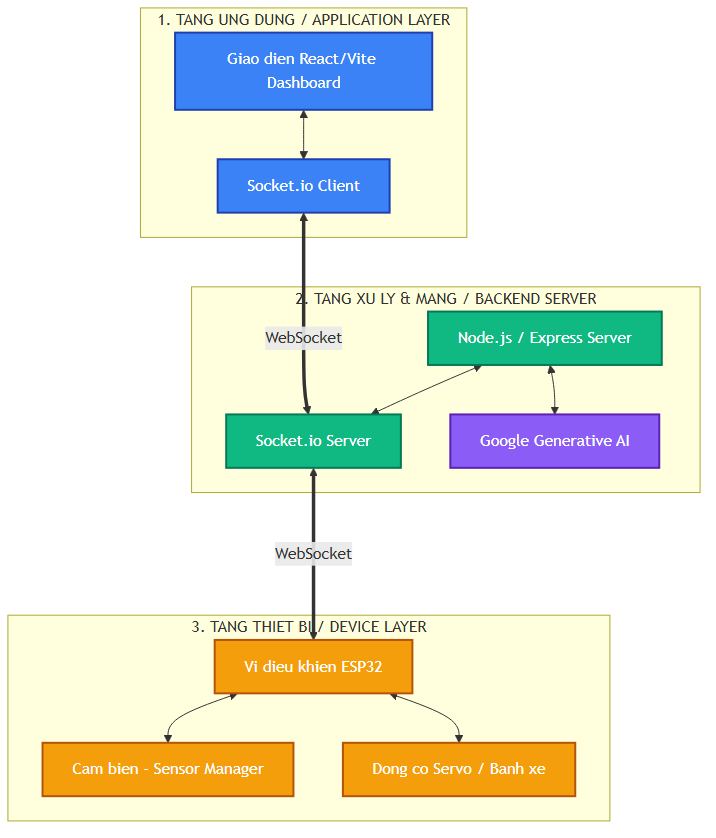 1. TANG UNG DUNG / APPLICATION LAYER
Giao dien React/Vite
Dashboard
Socket.io Client
WebSocket
2. TANG XU LY & MANG / BACKEND SERVER
Node.js / Express Server
Socket.io Server
Google Generative AI
WebSocket
3. TANG THIET BI / DEVICE LAYER
Vi dieu khien ESP32
Cam bien - Sensor Manager
Dong co Servo / Banh xe